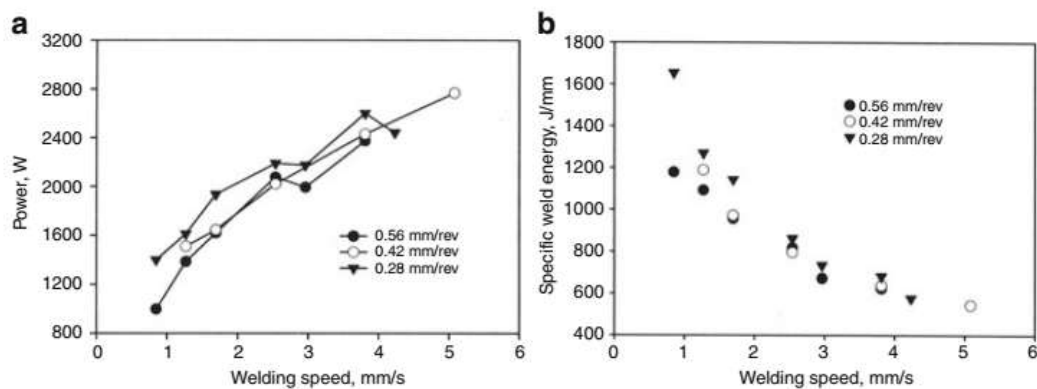 a
3200
2800
2400
2000
1600
1200
800
Power, W
0 1 2 3 4 5 6
Welding speed, mm/s
0.56 mm/rev
0.42 mm/rev
0.28 mm/rev
b
1800
1600
1400
1200
1000
800
600
400
Specific weld energy, J/mm
0 1 2 3 4 5 6
Welding speed, mm/s
0.56 mm/rev
0.42 mm/rev
0.28 mm/rev